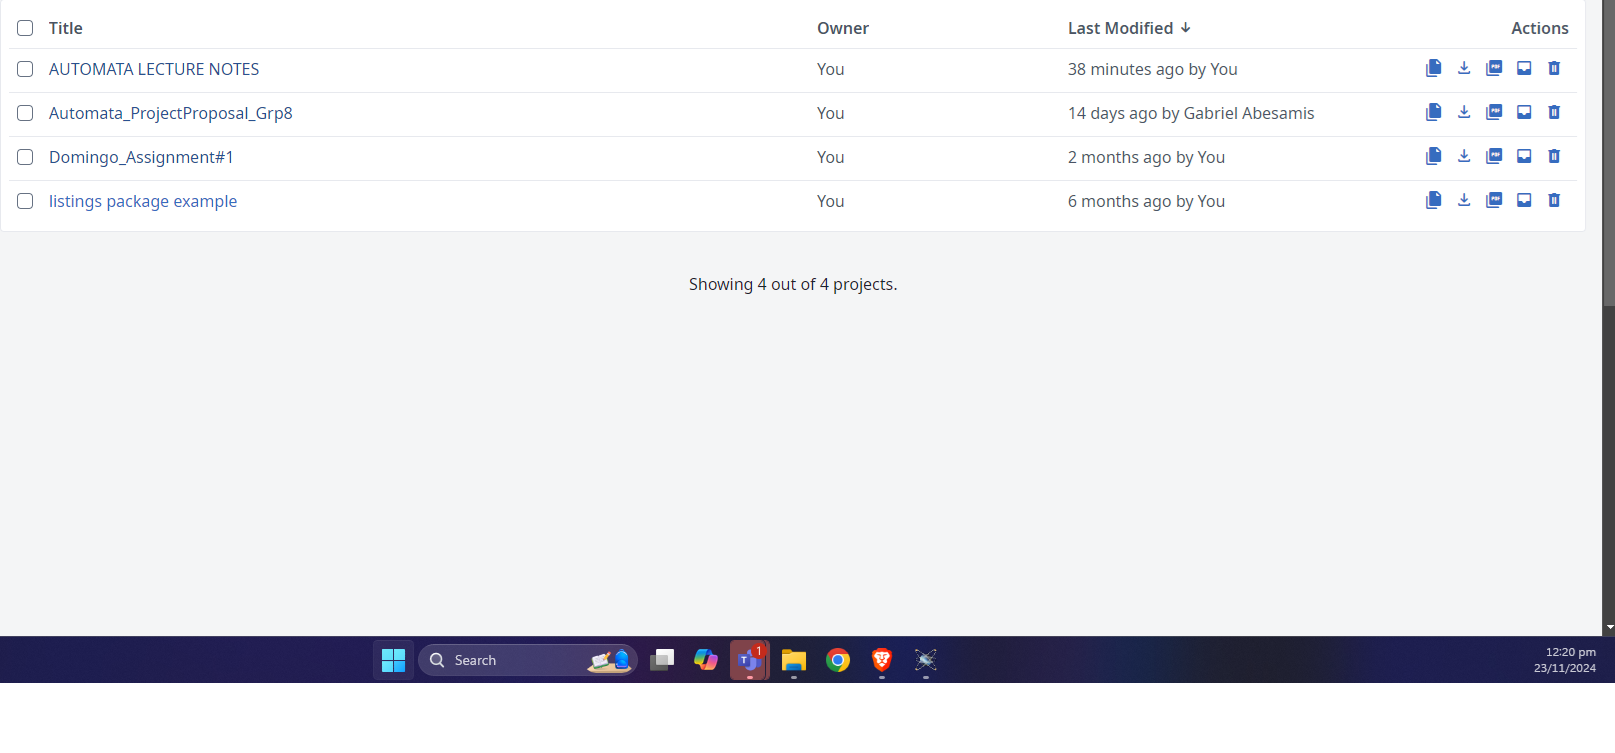 Title Owner Last Modified ↓ Actions
AUTOMATA LECTURE NOTES You 38 minutes ago by You
Automata_ProjectProposal_Grp8 You 14 days ago by Gabriel Abesamis
Domingo_Assignment#1 You 2 months ago by You
listings package example You 6 months ago by You
Showing 4 out of 4 projects.
Search
1
12:20 pm
23/11/2024